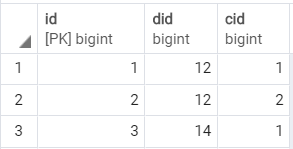 id did cid
[PK] bigint bigint bigint
1 1 12 1
2 2 12 2
3 3 14 1